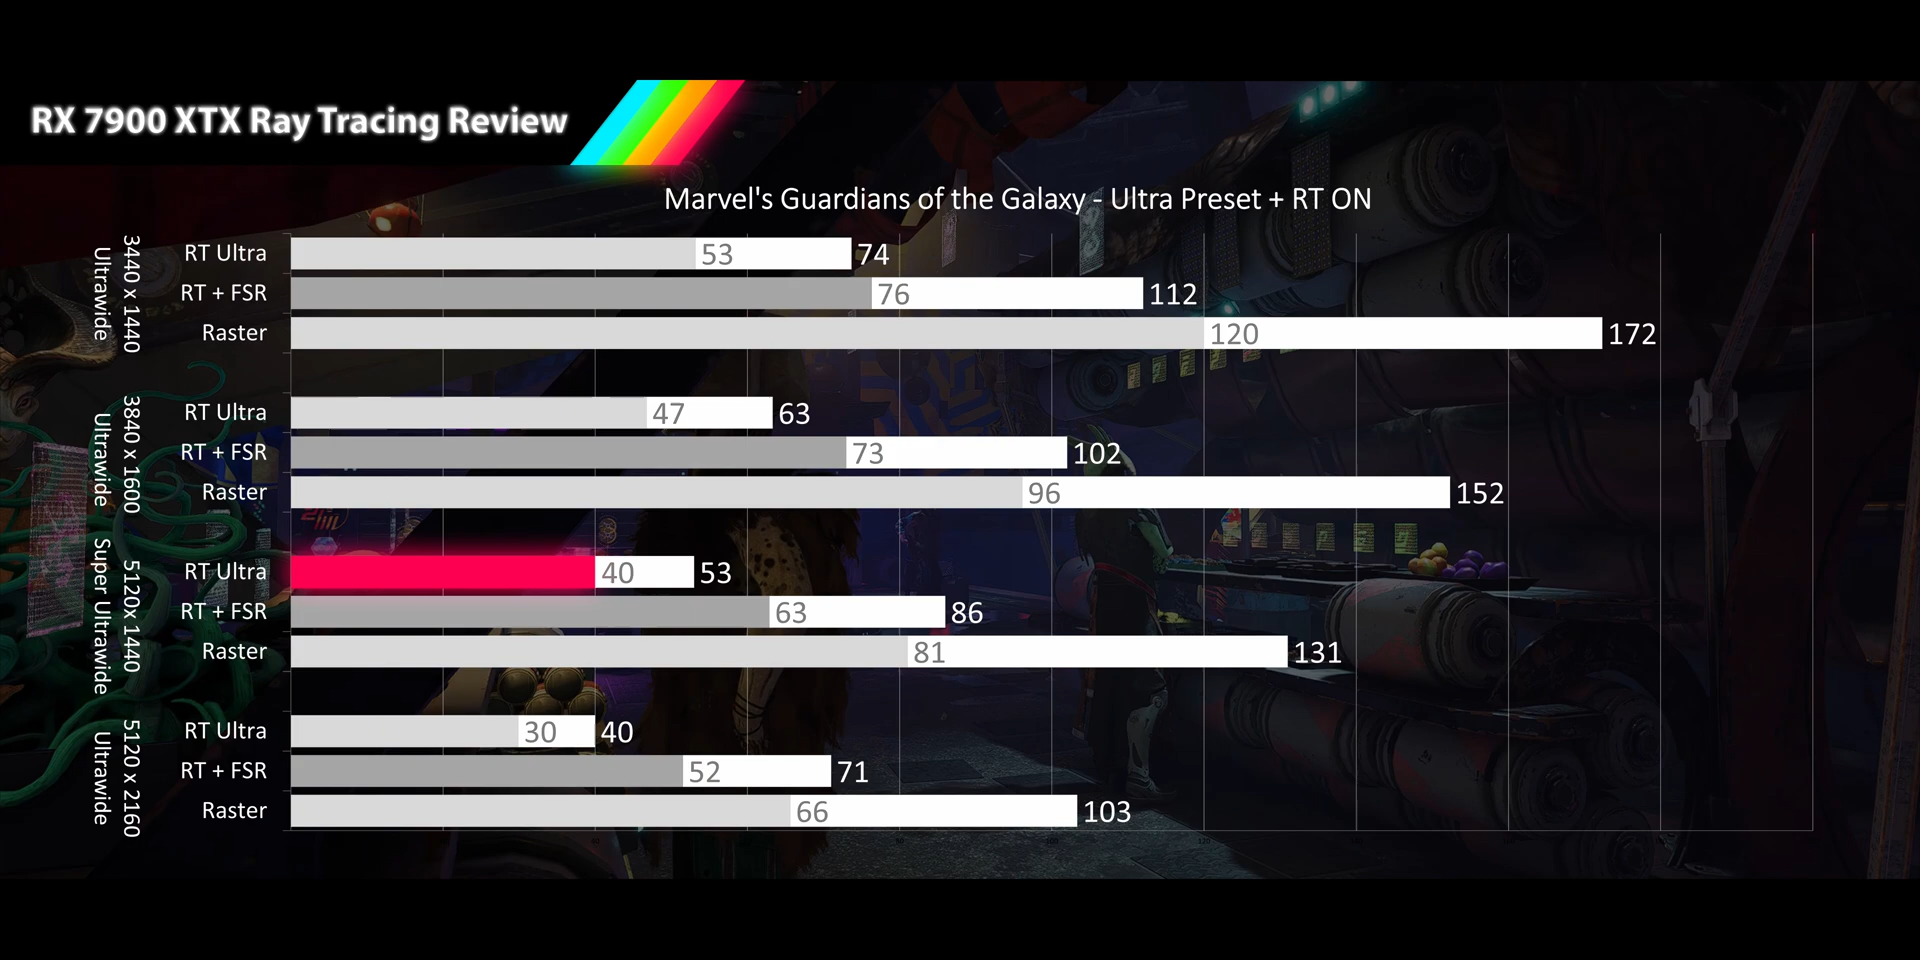 RX 7900 XTX Ray Tracing Review
Marvel's Guardians of the Galaxy - Ultra Preset + RT ON
3440 x 1440
Ultrawide
RT Ultra 53 74
RT + FSR 76 112
Raster 120 172
3840 x 1600
Ultrawide
RT Ultra 47 63
RT + FSR 73 102
Raster 96 152
5120x 1440
Super Ultrawide
RT Ultra 40 53
RT + FSR 63 86
Raster 81 131
5120 x 2160
Ultrawide
RT Ultra 30 40
RT + FSR 52 71
Raster 66 103